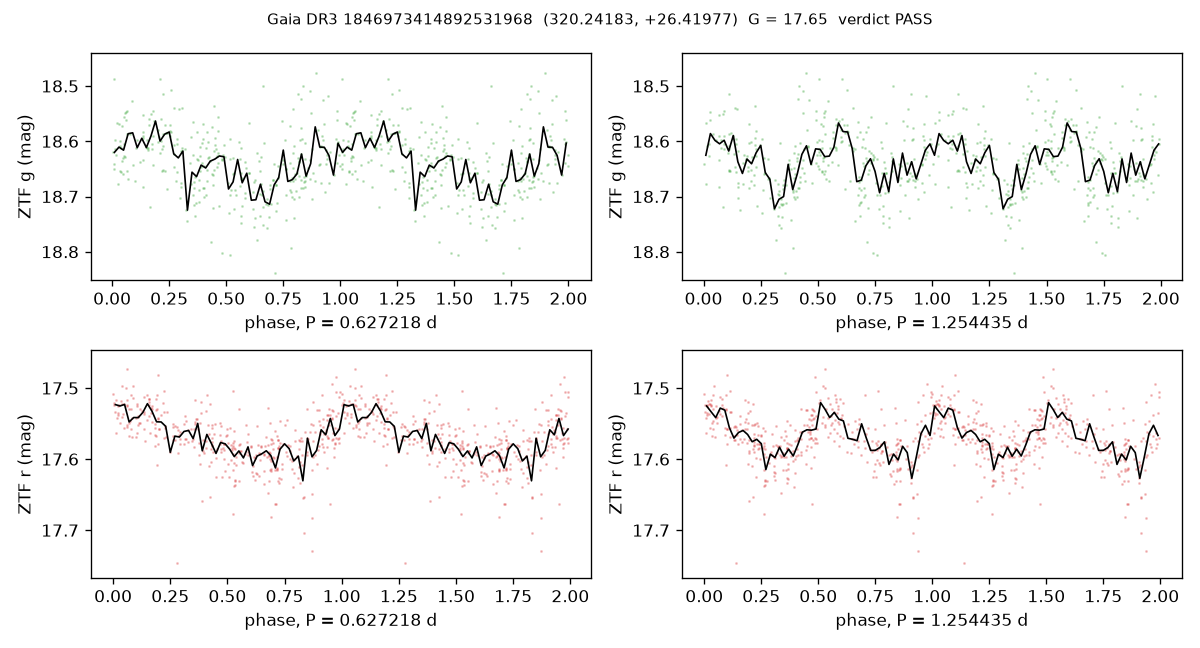 Gaia DR3 1846973414892531968 (320.24183, +26.41977) G = 17.65 verdict PASS
ZTF g (mag)
18.5
18.6
18.7
18.8
0.00 0.25 0.50 0.75 1.00 1.25 1.50 1.75 2.00
phase, P = 0.627218 d
ZTF g (mag)
18.5
18.6
18.7
18.8
0.00 0.25 0.50 0.75 1.00 1.25 1.50 1.75 2.00
phase, P = 1.254435 d
ZTF r (mag)
17.5
17.6
17.7
0.00 0.25 0.50 0.75 1.00 1.25 1.50 1.75 2.00
phase, P = 0.627218 d
ZTF r (mag)
17.5
17.6
17.7
0.00 0.25 0.50 0.75 1.00 1.25 1.50 1.75 2.00
phase, P = 1.254435 d